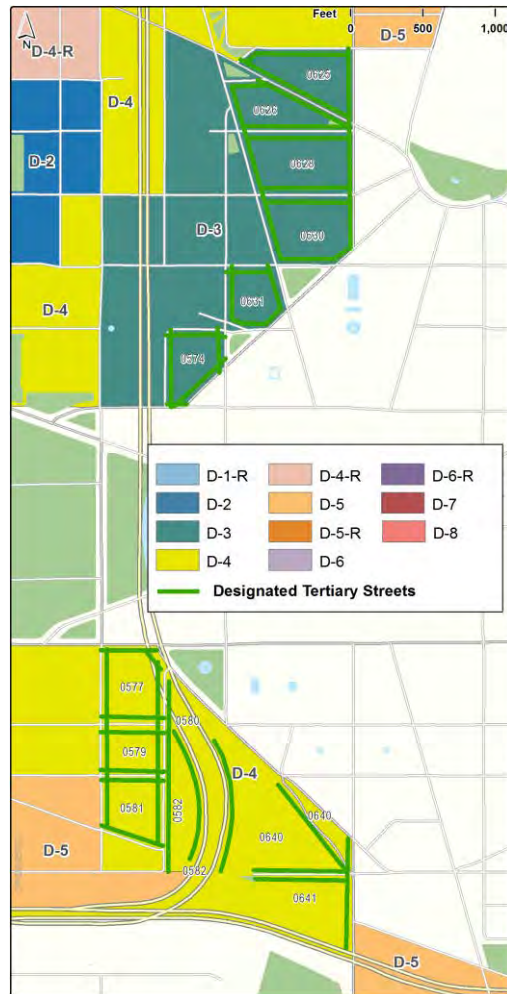 Feet
0 500 1,000
N
D-4-R
D-5
D-4
0625
0626
D-2
0628
D-3
0630
D-4
0631
0574
D-1-R D-4-R D-6-R
D-2 D-5 D-7
D-3 D-5-R D-8
D-4 D-6
Designated Tertiary Streets
0577
0580
0579
D-4
0581
0582
0640
0640
D-5
0582
0641
D-5